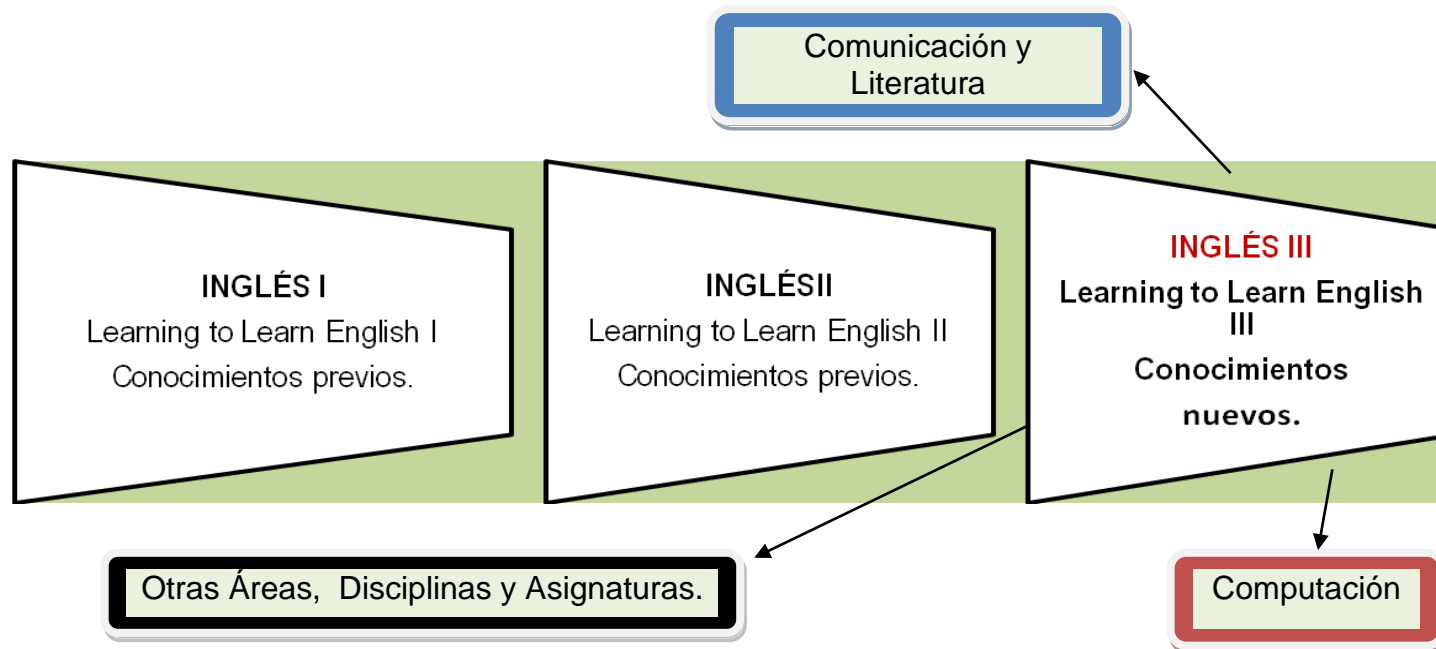 Comunicación y
Literatura
INGLÉS I
Learning to Learn English I
Conocimientos previos.
INGLÉSII
Learning to Learn English II
Conocimientos previos.
INGLÉS III
Learning to Learn English
III
Conocimientos
nuevos.
Otras Áreas,  Disciplinas y Asignaturas.
Computación